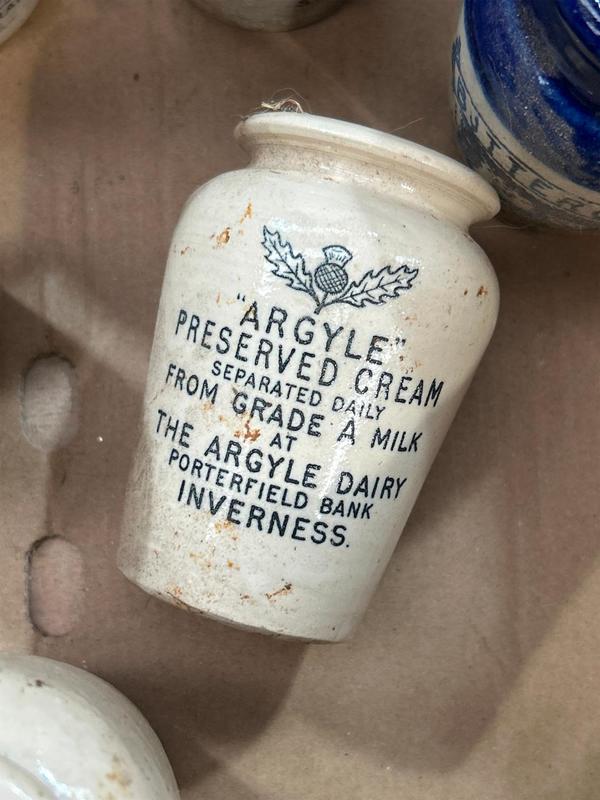 "ARGYLE"
PRESERVED CREAM
SEPARATED DAILY
FROM GRADE A MILK
AT
THE ARGYLE DAIRY
PORTERFIELD BANK
INVERNESS.